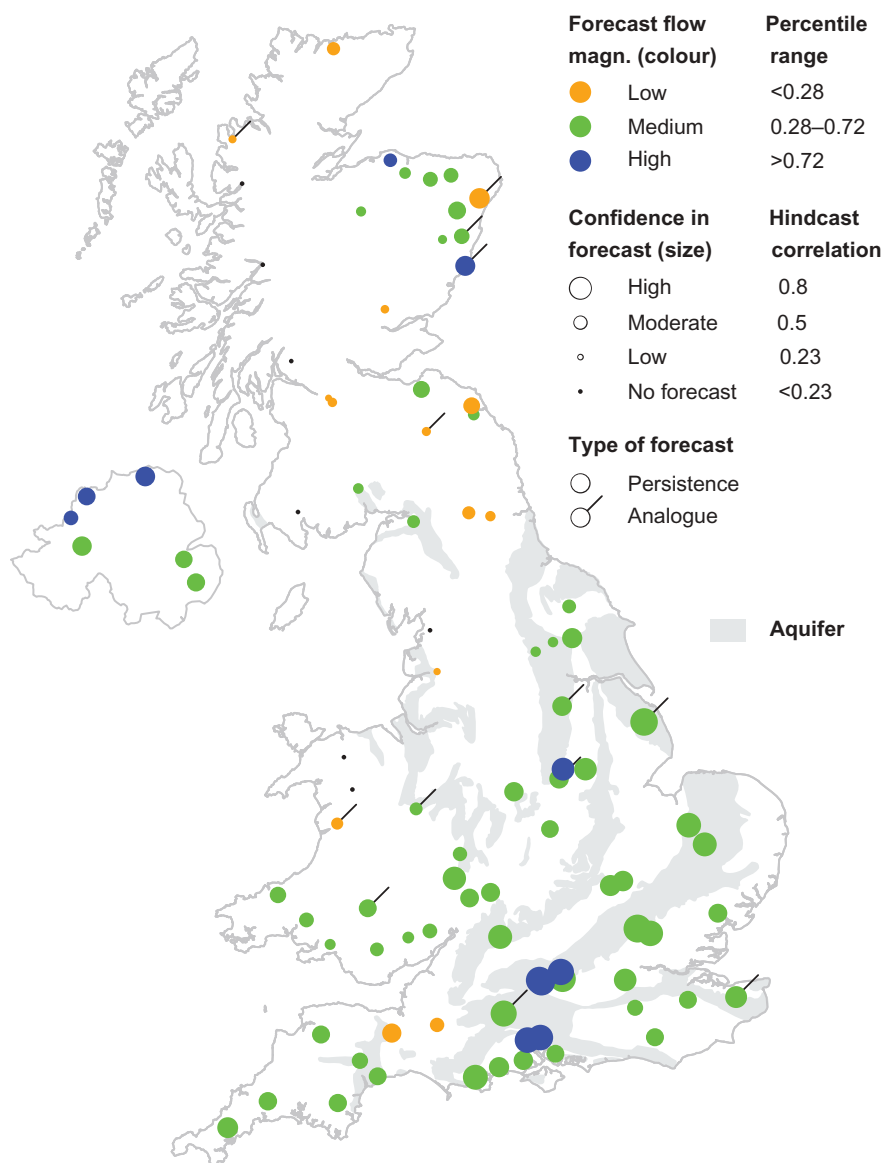 Forecast flow Percentile
magn. (colour) range
Low <0.28
Medium 0.28–0.72
High >0.72
Confidence in Hindcast
forecast (size) correlation
High 0.8
Moderate 0.5
Low 0.23
No forecast <0.23
Type of forecast
Persistence
Analogue
Aquifer